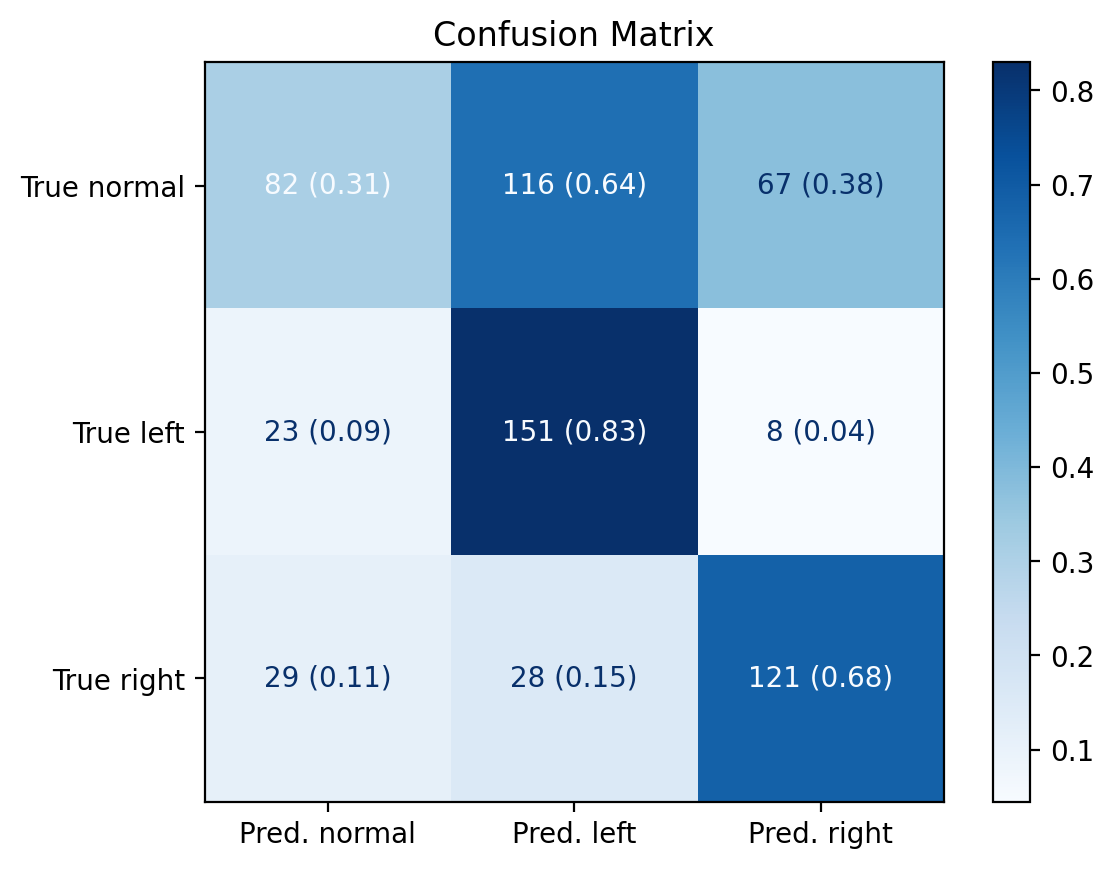 Confusion Matrix
True normal 82 (0.31) 116 (0.64) 67 (0.38)
True left 23 (0.09) 151 (0.83) 8 (0.04)
True right 29 (0.11) 28 (0.15) 121 (0.68)
Pred. normal Pred. left Pred. right
0.8
0.7
0.6
0.5
0.4
0.3
0.2
0.1